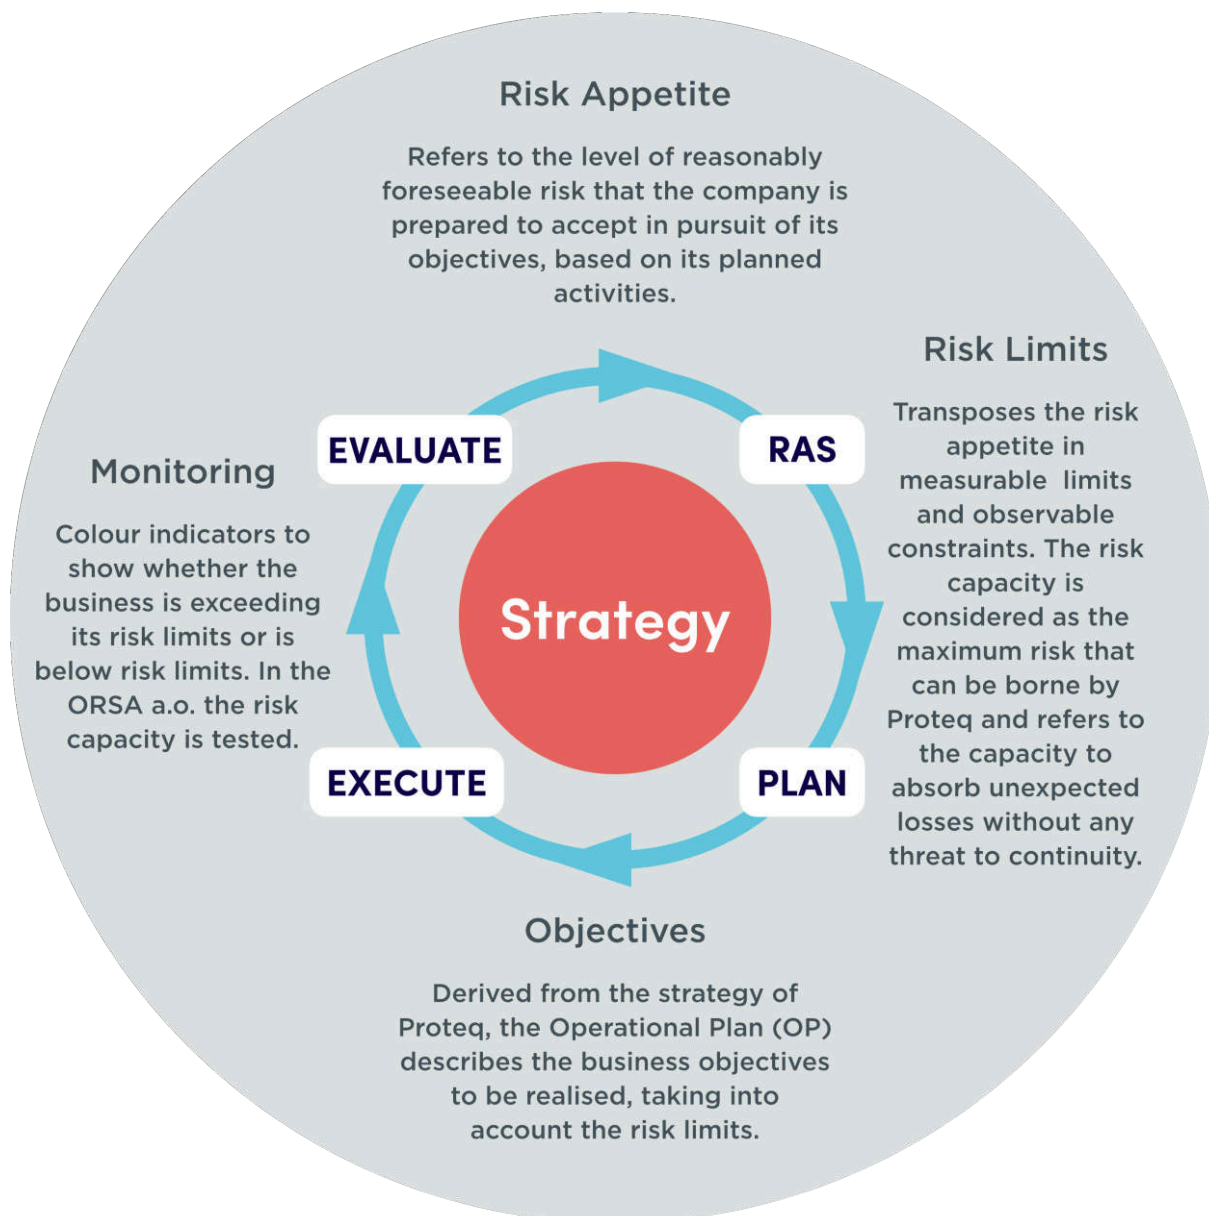 Risk Appetite
Refers to the level of reasonably
foreseeable risk that the company is
prepared to accept in pursuit of its
objectives, based on its planned
activities.
Risk Limits
Transposes the risk
appetite in
measurable limits
and observable
constraints. The risk
capacity is
considered as the
maximum risk that
can be borne by
Proteq and refers to
the capacity to
absorb unexpected
losses without any
threat to continuity.
EVALUATE
RAS
Monitoring
Colour indicators to
show whether the
business is exceeding
its risk limits or is
below risk limits. In the
ORSA a.o. the risk
capacity is tested.
Strategy
EXECUTE
PLAN
Objectives
Derived from the strategy of
Proteq, the Operational Plan (OP)
describes the business objectives
to be realised, taking into
account the risk limits.